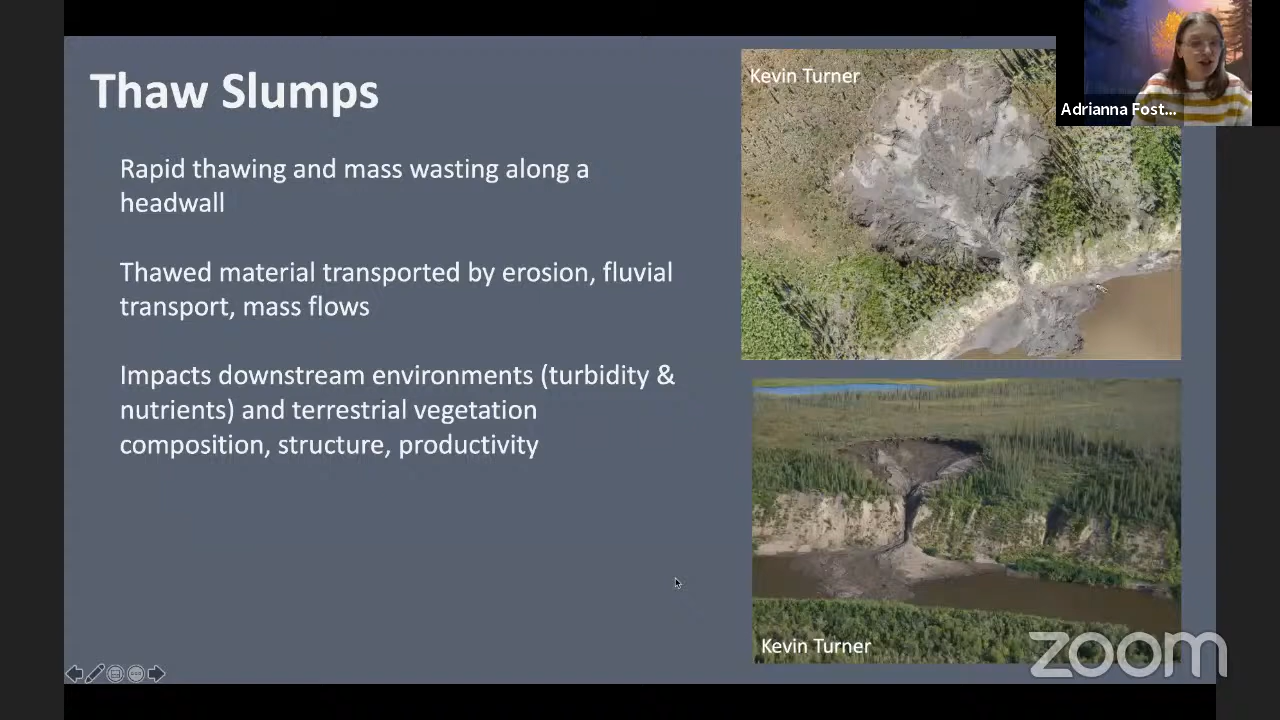 Thaw Slumps
Rapid thawing and mass wasting along a
headwall
Thawed material transported by erosion, fluvial
transport, mass flows
Impacts downstream environments (turbidity &
nutrients) and terrestrial vegetation
composition, structure, productivity
Kevin Turner
Adrianna Fost...
Kevin Turner
zoom